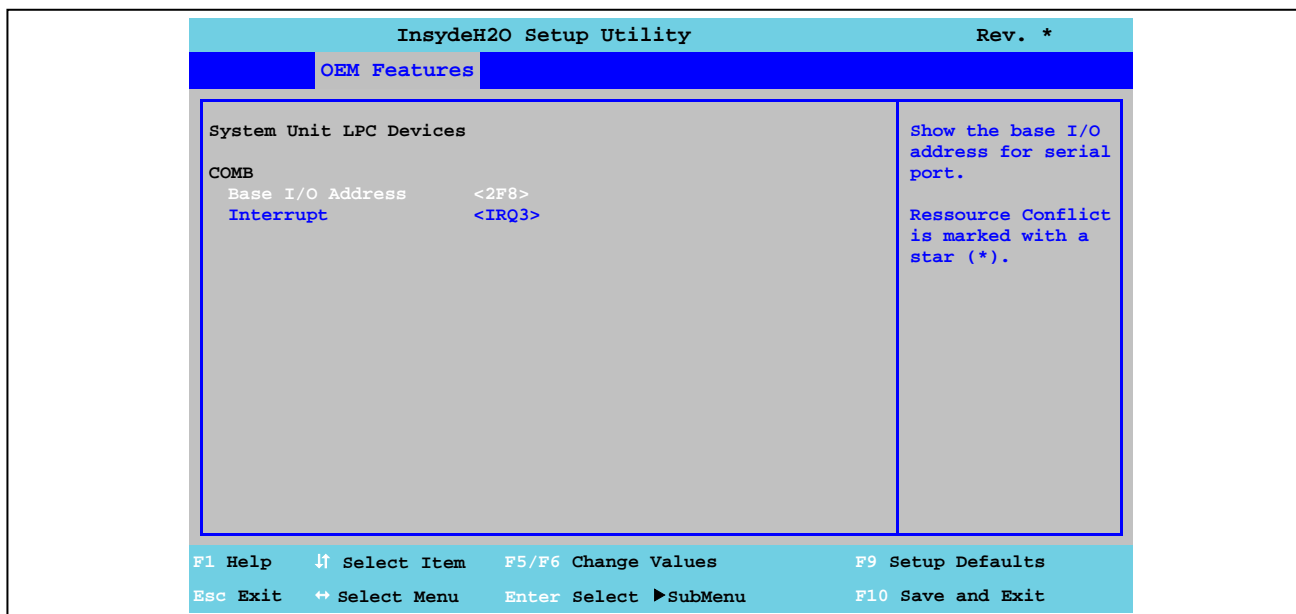 InsydeH2O Setup Utility Rev. *
OEM Features
System Unit LPC Devices
COMB
Base I/O Address <2F8>
Interrupt <IRQ3>
Show the base I/O
address for serial
port.
Ressource Conflict
is marked with a
star (*).
F1 Help ↓↑ Select Item F5/F6 Change Values F9 Setup Defaults
Esc Exit ↔ Select Menu Enter Select ▶SubMenu F10 Save and Exit